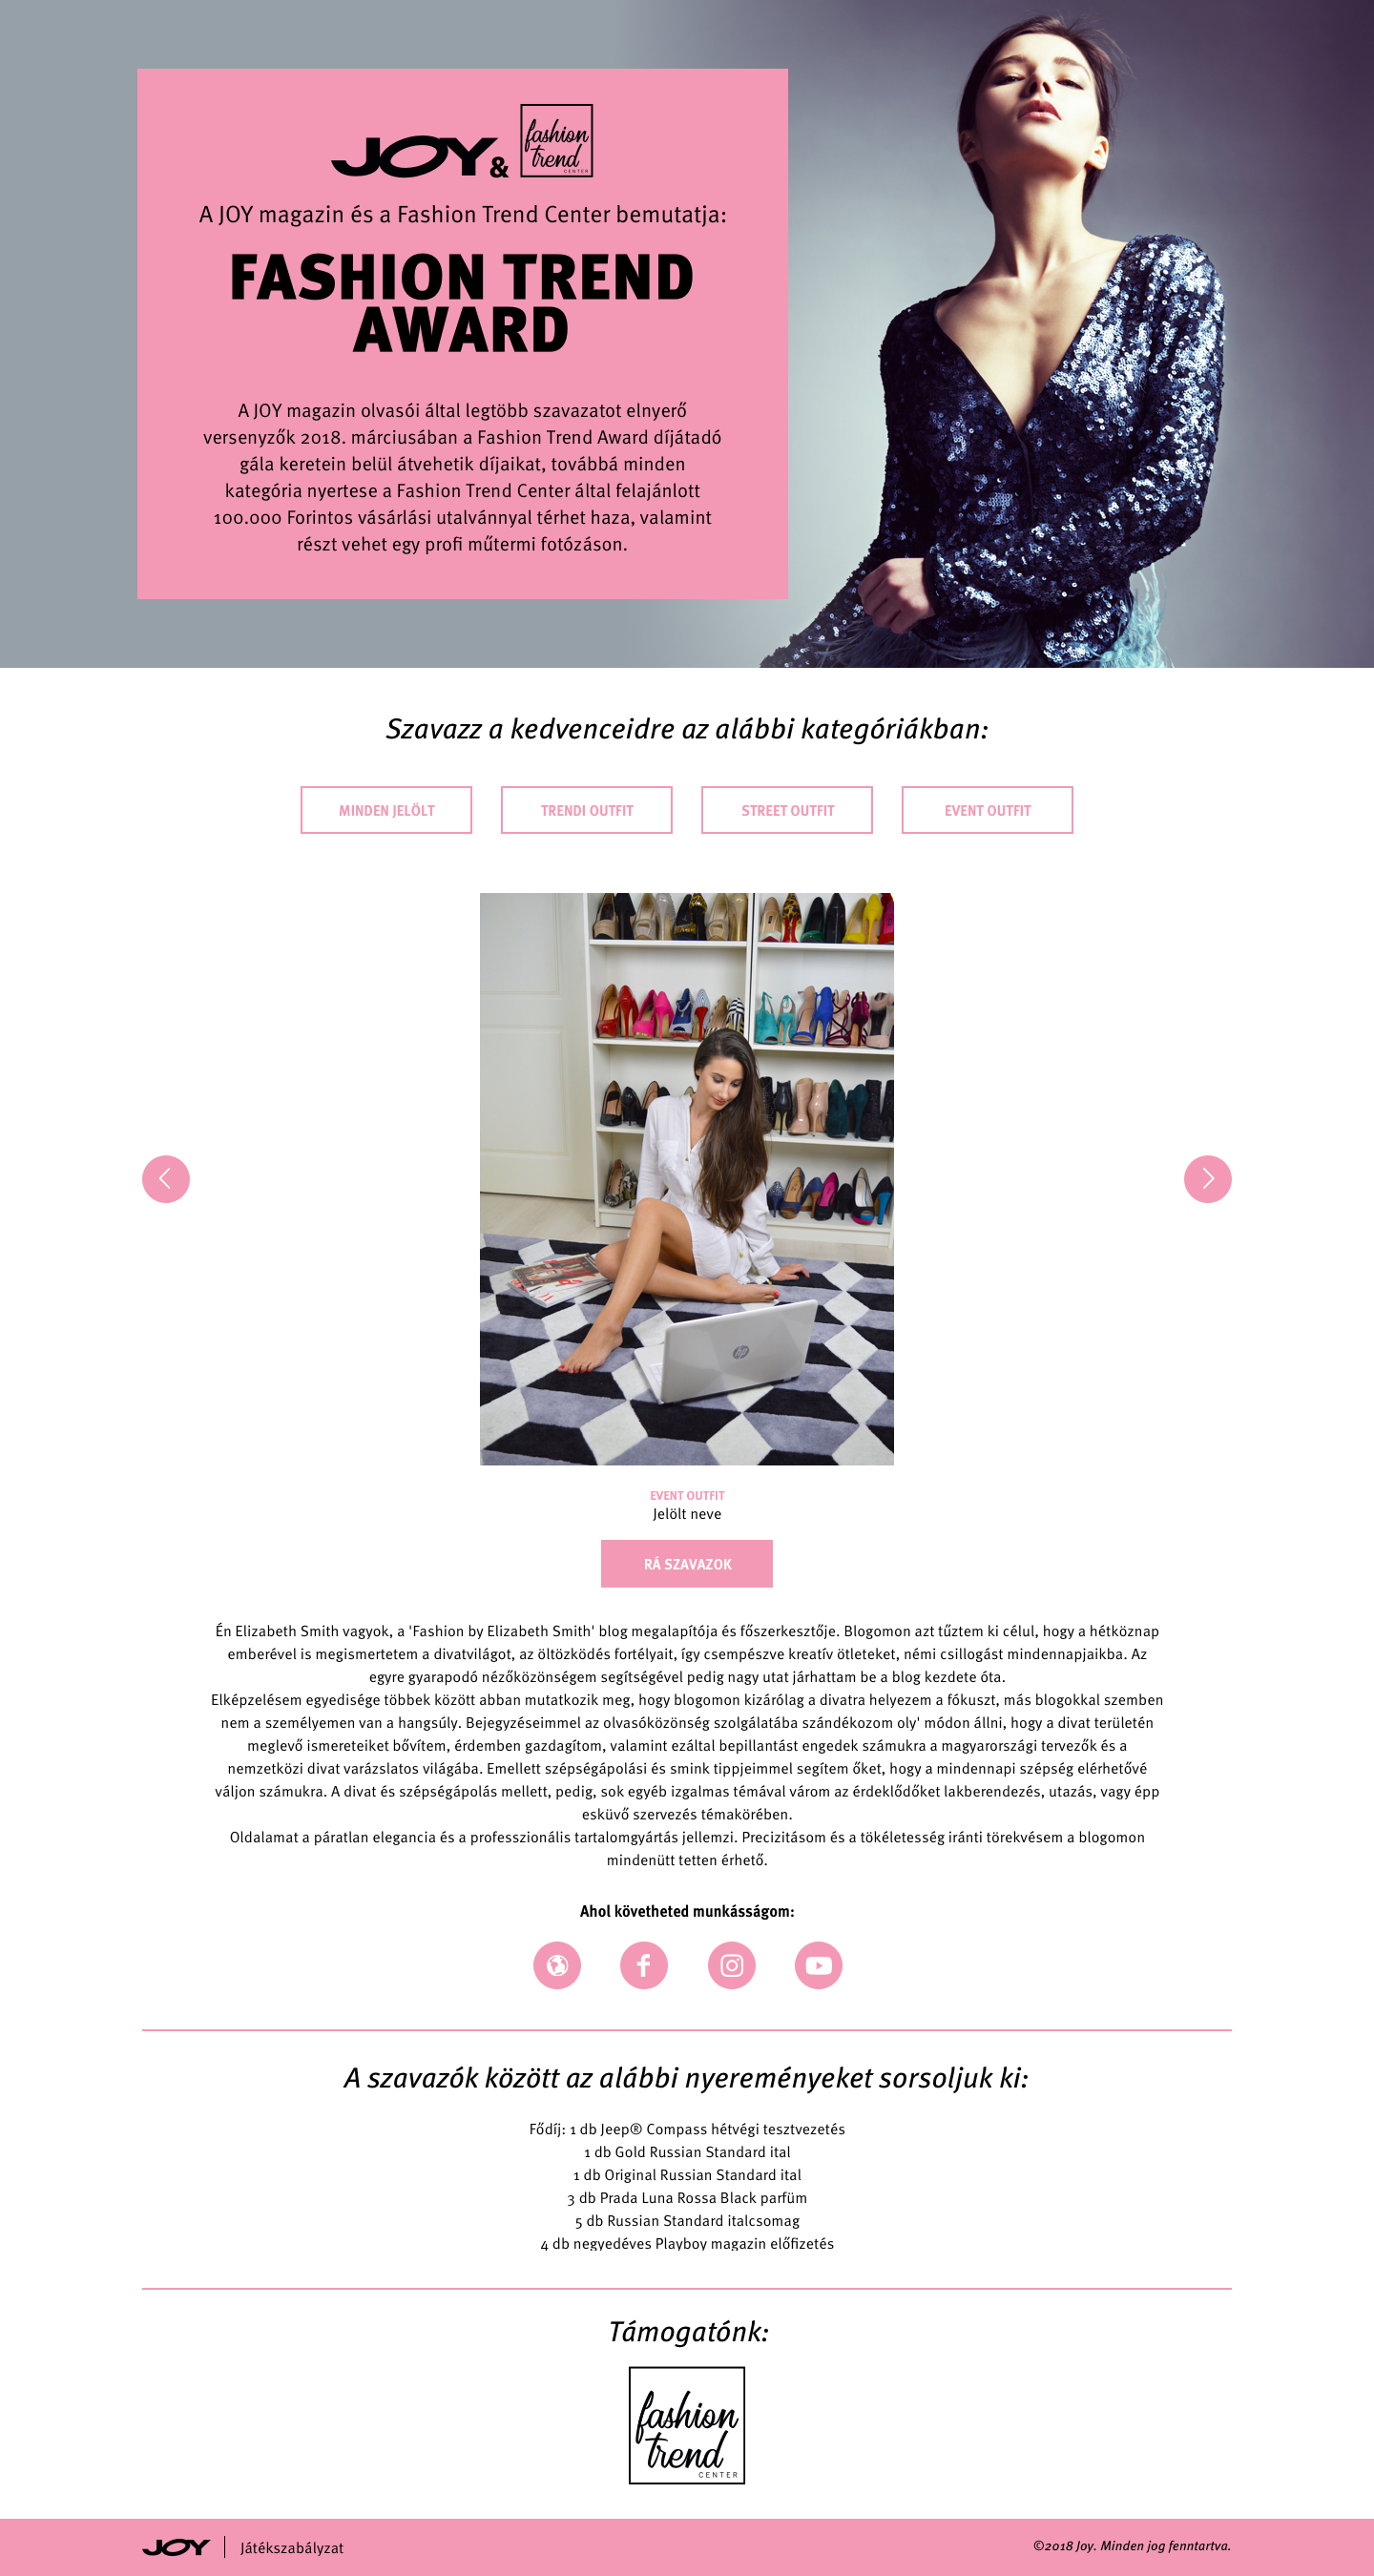 JOY & fashion
trend
CENTER
A JOY magazin és a Fashion Trend Center bemutatja:
FASHION TREND
AWARD
A JOY magazin olvasói által legtöbb szavazatot elnyerő
versenyzők 2018. márciusában a Fashion Trend Award díjátadó
gála keretein belül átvehetik díjaikat, továbbá minden
kategória nyertese a Fashion Trend Center által felajánlott
100.000 Forintos vásárlási utalvánnyal térhet haza, valamint
részt vehet egy profi műtermi fotózáson.
Szavazz a kedvenceidre az alábbi kategóriákban:
MINDEN JELÖLT TRENDI OUTFIT STREET OUTFIT EVENT OUTFIT
hp
EVENT OUTFIT
Jelölt neve
RÁ SZAVAZOK
Én Elizabeth Smith vagyok, a 'Fashion by Elizabeth Smith' blog megalapítója és főszerkesztője. Blogomon azt tűztem ki célul, hogy a hétköznap
emberével is megismertetem a divatvilágot, az öltözködés fortélyait, így csempészve kreatív ötleteket, némi csillogást mindennapjaikba. Az
egyre gyarapodó nézőközönségem segítségével pedig nagy utat járhattam be a blog kezdete óta.
Elképzelésem egyedisége többek között abban mutatkozik meg, hogy blogomon kizárólag a divatra helyezem a fókuszt, más blogokkal szemben
nem a személyemen van a hangsúly. Bejegyzéseimmel az olvasóközönség szolgálatába szándékozom oly' módon állni, hogy a divat területén
meglevő ismereteiket bővítem, érdemben gazdagítom, valamint ezáltal bepillantást engedek számukra a magyarországi tervezők és a
nemzetközi divat varázslatos világába. Emellett szépségápolási és smink tippjeimmel segítem őket, hogy a mindennapi szépség elérhetővé
váljon számukra. A divat és szépségápolás mellett, pedig, sok egyéb izgalmas témával várom az érdeklődőket lakberendezés, utazás, vagy épp
esküvő szervezés témakörében.
Oldalamat a páratlan elegancia és a professzionális tartalomgyártás jellemzi. Precizitásom és a tökéletesség iránti törekvésem a blogomon
mindenütt tetten érhető.
Ahol követheted munkásságom:
A szavazók között az alábbi nyereményeket sorsoljuk ki:
Fődíj: 1 db Jeep® Compass hétvégi tesztvezetés
1 db Gold Russian Standard ital
1 db Original Russian Standard ital
3 db Prada Luna Rossa Black parfüm
5 db Russian Standard italcsomag
4 db negyedéves Playboy magazin előfizetés
Támogatónk:
fashion
trend
CENTER
JOY Játékszabályzat ©2018 Joy. Minden jog fenntartva.